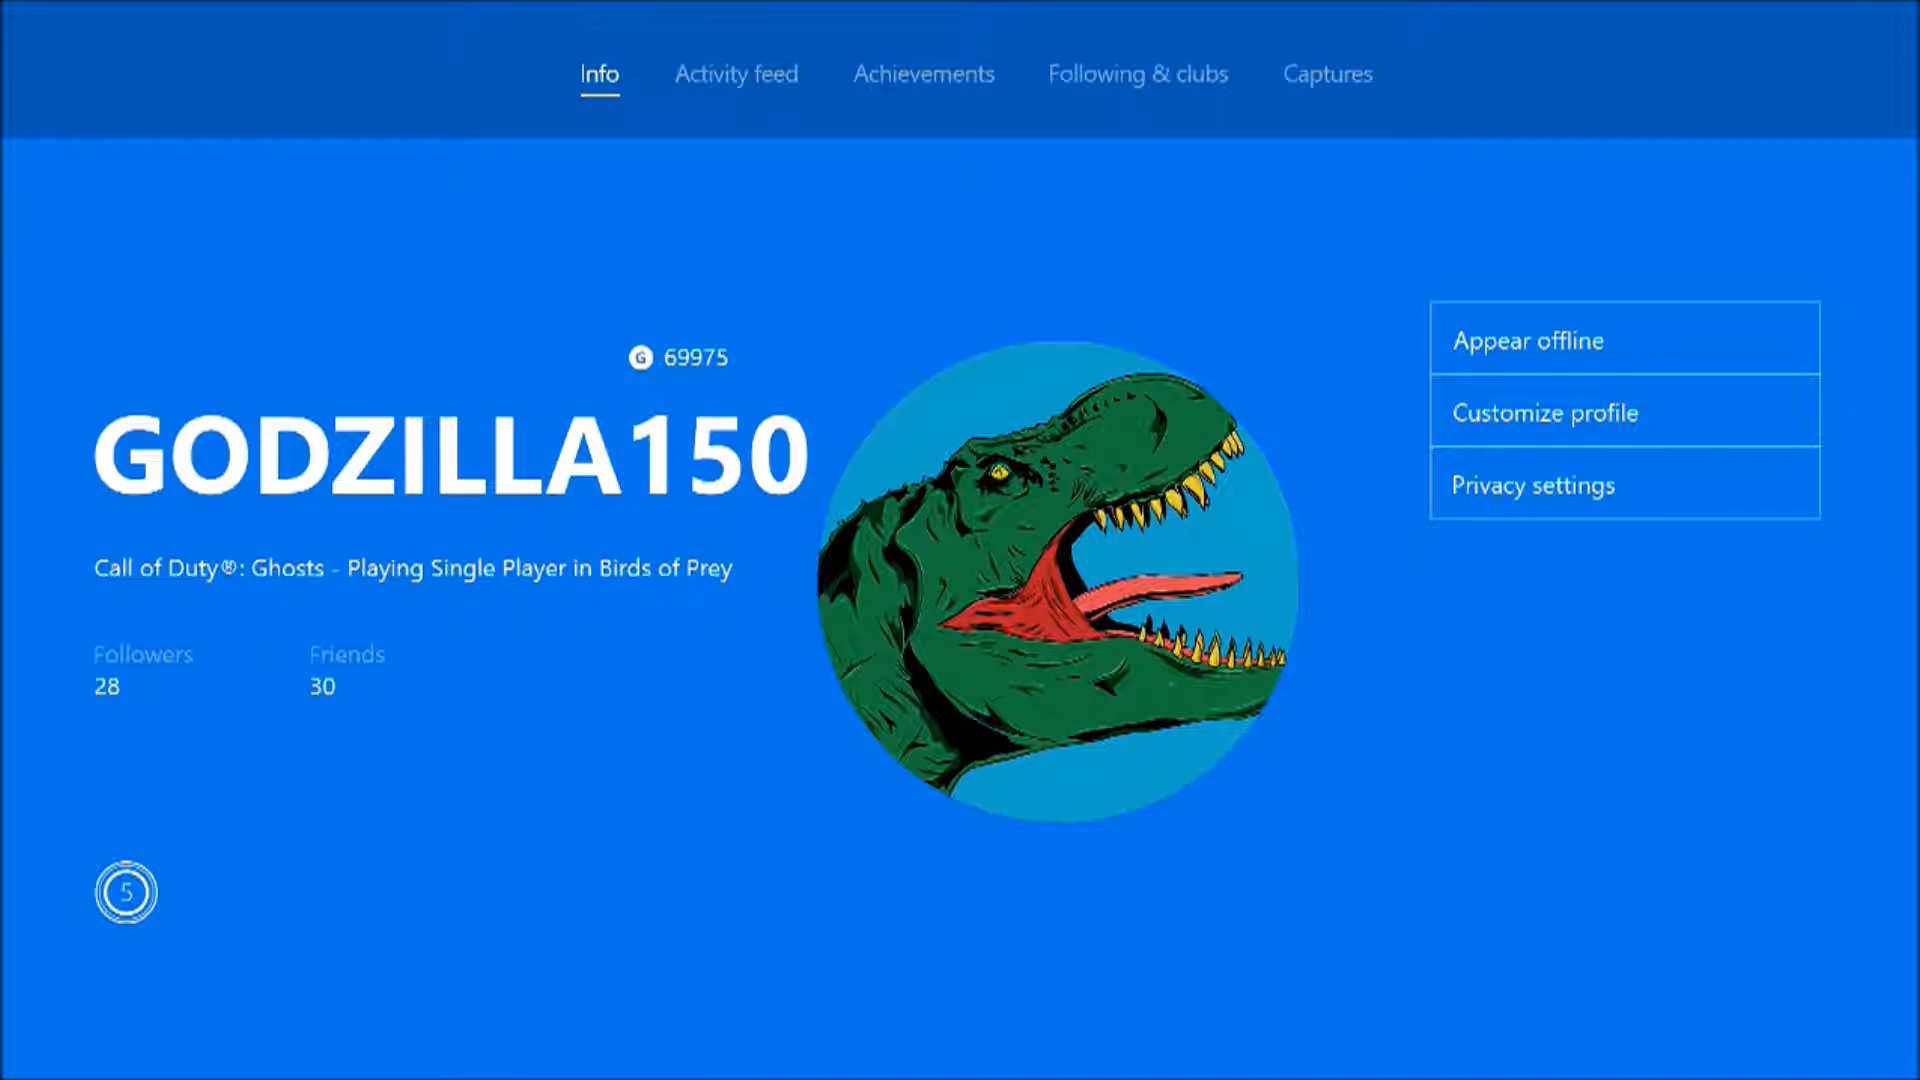 Info Activity feed Achievements Following & clubs Captures
G 69975
GODZILLA150
Call of Duty®: Ghosts - Playing Single Player in Birds of Prey
Followers Friends
28 30
5
Appear offline
Customize profile
Privacy settings